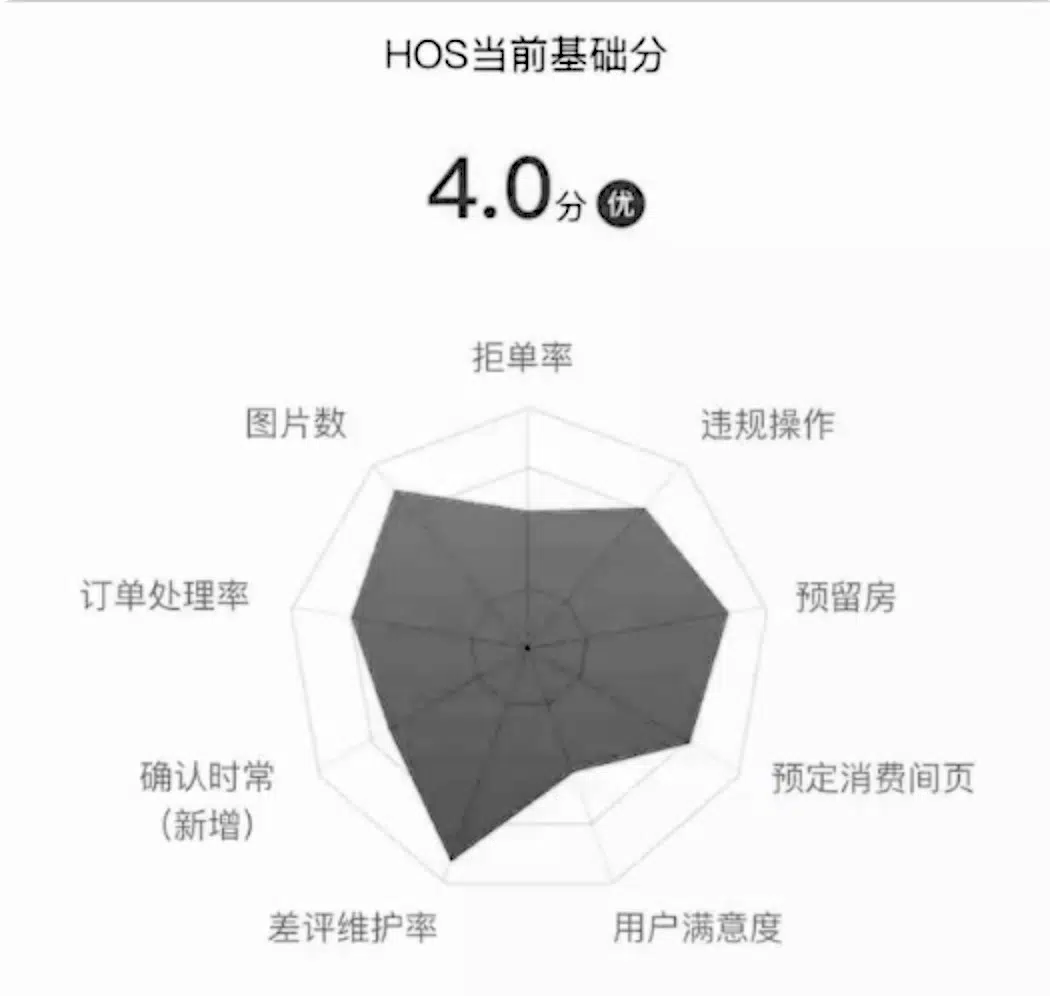 HOS当前基础分
4.0分 优
拒单率
图片数
违规操作
订单处理率
预留房
确认时常
（新增）
预定消费间页
差评维护率
用户满意度